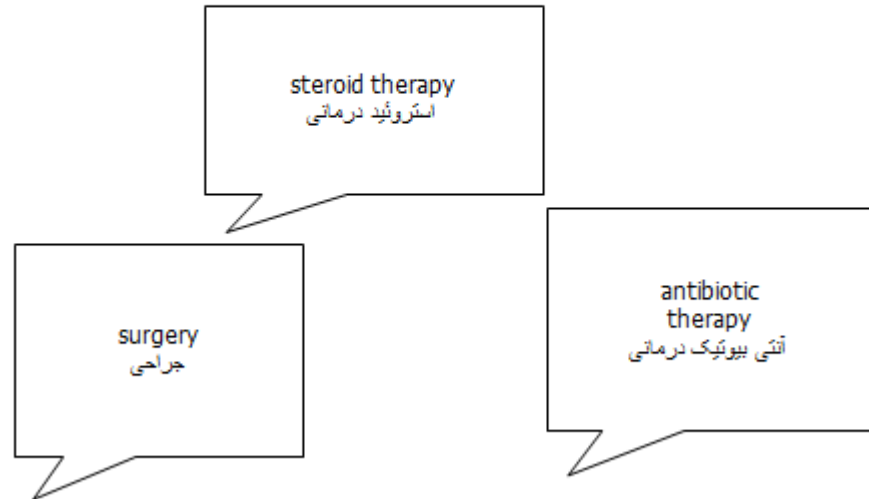 steroid therapy
استروئید درمانی
surgery
جراحی
antibiotic
therapy
آنتی بیوتیک درمانی